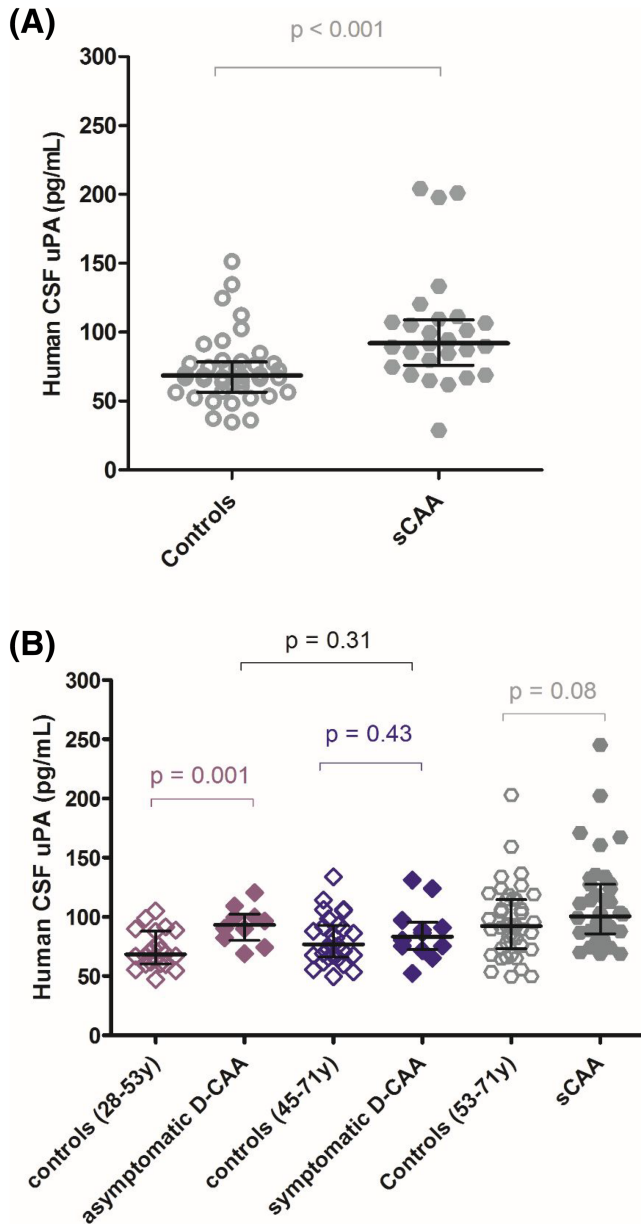 (A)
p < 0.001
300
250
200
150
100
50
0
Human CSF uPA (pg/mL)
Controls
sCAA
(B)
p = 0.31
p = 0.08
p = 0.43
p = 0.001
300
250
200
150
100
50
0
Human CSF uPA (pg/mL)
controls (28-53y)
asymptomatic D-CAA
controls (45-71y)
symptomatic D-CAA
Controls (53-71y)
sCAA